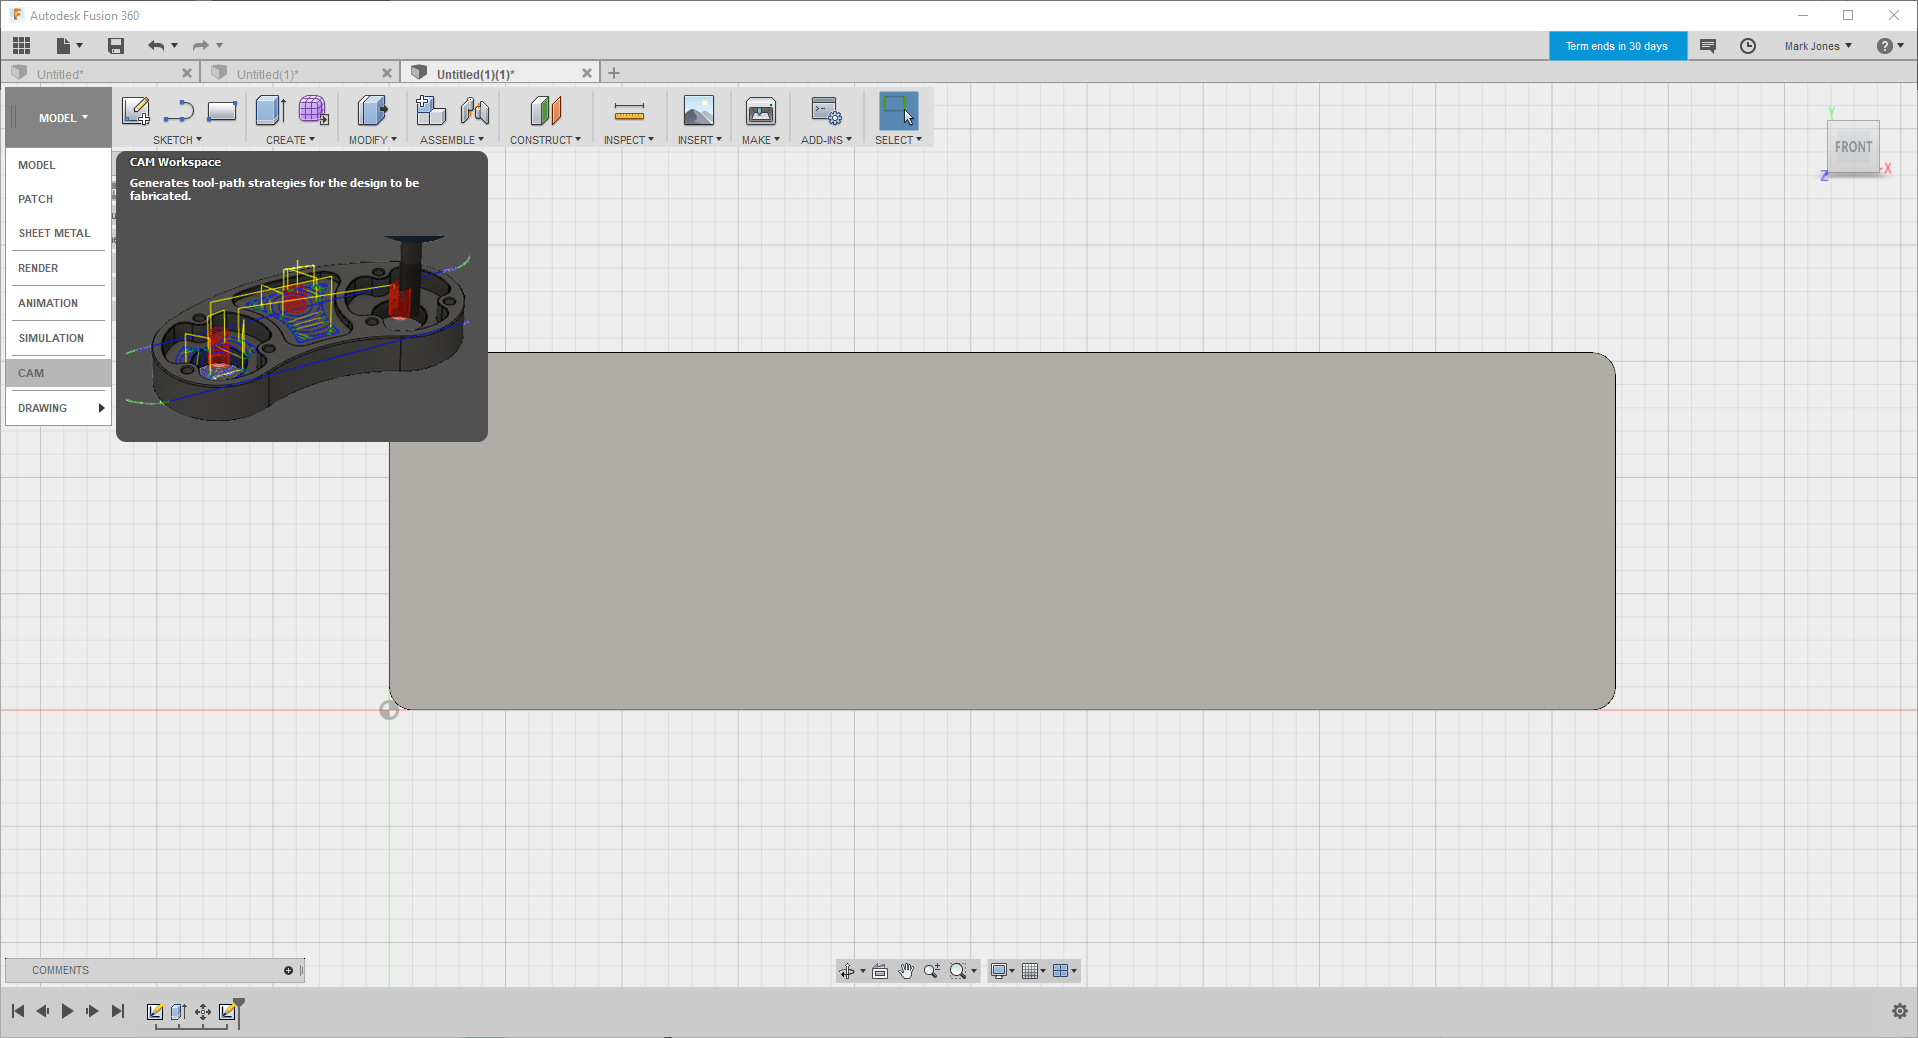 Autodesk Fusion 360
Term ends in 30 days
Mark Jones
?
Untitled*
Untitled(1)*
Untitled(1)(1)*
MODEL
SKETCH
CREATE
MODIFY
ASSEMBLE
CONSTRUCT
INSPECT
INSERT
MAKE
ADD-INS
SELECT
Y
FRONT
X
Z
MODEL
PATCH
SHEET METAL
RENDER
ANIMATION
SIMULATION
CAM
DRAWING
CAM Workspace
Generates tool-path strategies for the design to be
fabricated.
COMMENTS